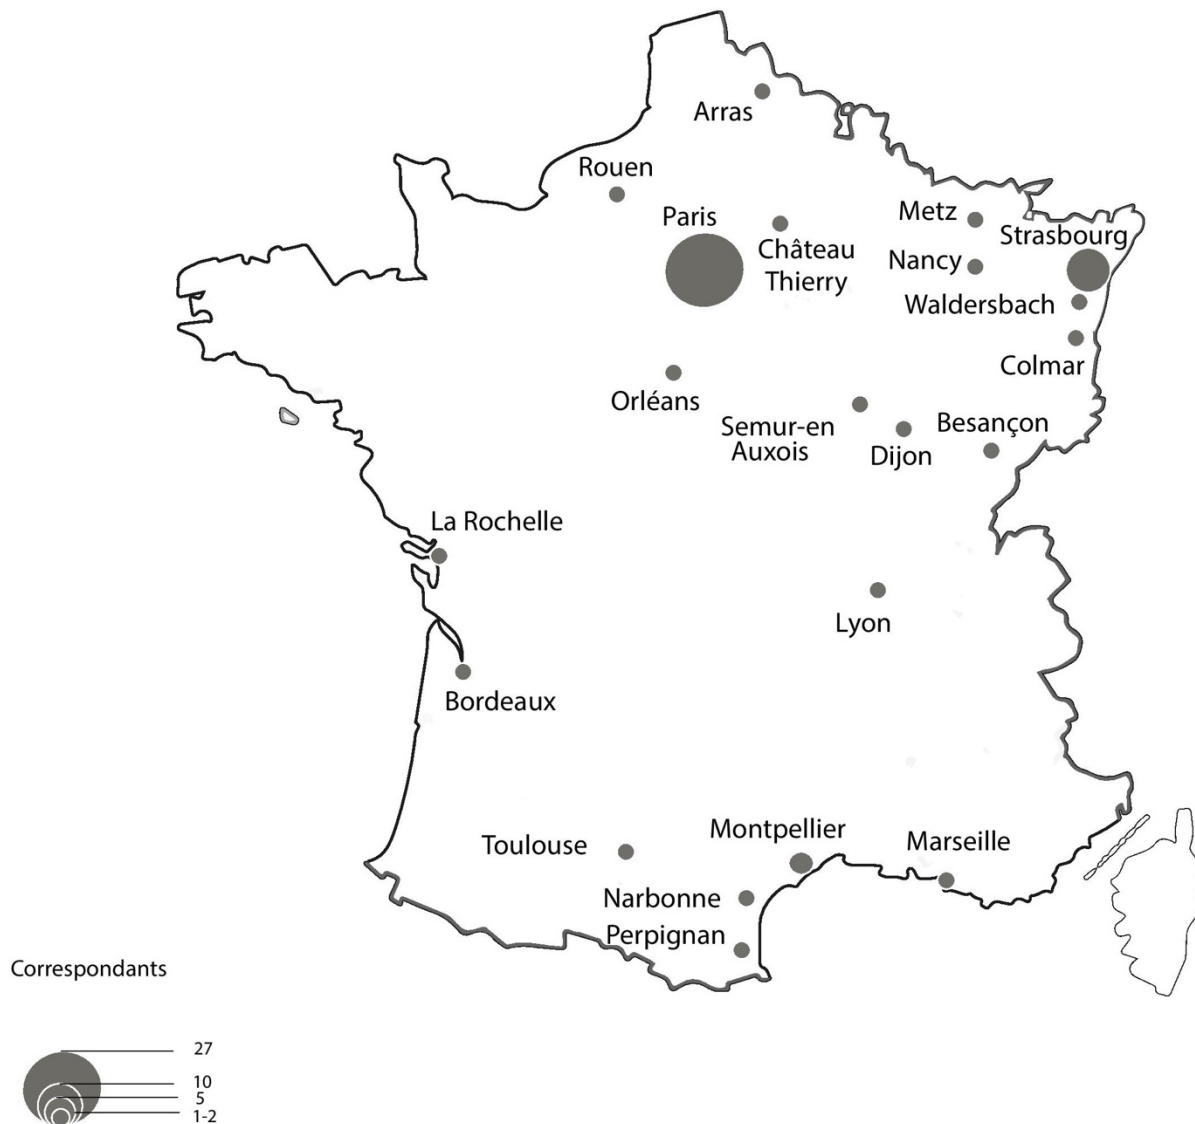 Arras
Rouen
Paris
Château
Thierry
Metz
Strasbourg
Nancy
Waldersbach
Colmar
Orléans
Semur-en
Auxois
Dijon
Besançon
La Rochelle
Lyon
Bordeaux
Toulouse
Montpellier
Marseille
Narbonne
Perpignan
Correspondants
27
10
5
1-2